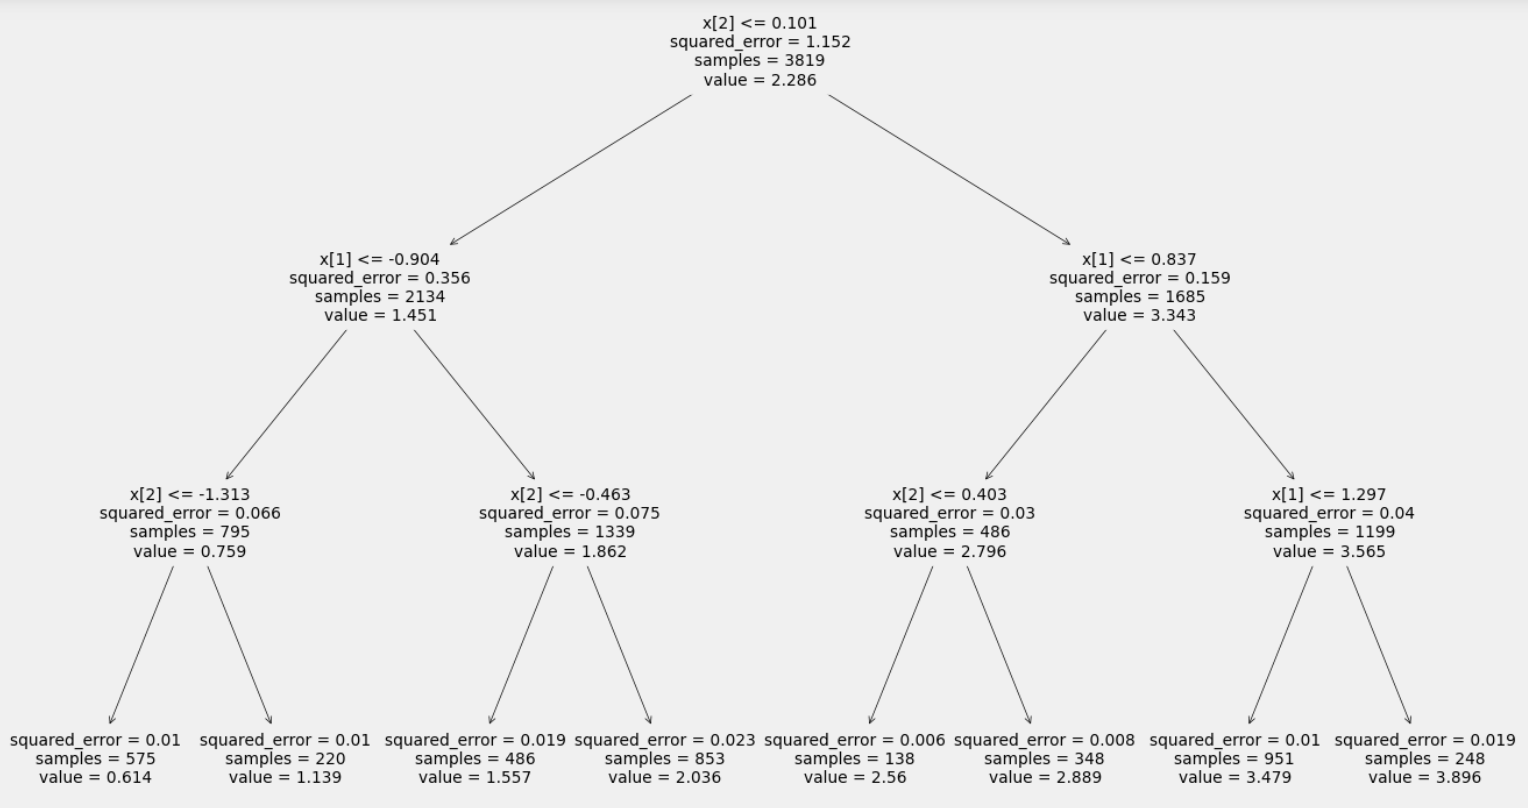 x[2] <= 0.101
squared_error = 1.152
samples = 3819
value = 2.286
x[1] <= -0.904
squared_error = 0.356
samples = 2134
value = 1.451
x[1] <= 0.837
squared_error = 0.159
samples = 1685
value = 3.343
x[2] <= -1.313
squared_error = 0.066
samples = 795
value = 0.759
x[2] <= -0.463
squared_error = 0.075
samples = 1339
value = 1.862
x[2] <= 0.403
squared_error = 0.03
samples = 486
value = 2.796
x[1] <= 1.297
squared_error = 0.04
samples = 1199
value = 3.565
squared_error = 0.01
samples = 575
value = 0.614
squared_error = 0.01
samples = 220
value = 1.139
squared_error = 0.019
samples = 486
value = 1.557
squared_error = 0.023
samples = 853
value = 2.036
squared_error = 0.006
samples = 138
value = 2.56
squared_error = 0.008
samples = 348
value = 2.889
squared_error = 0.01
samples = 951
value = 3.479
squared_error = 0.019
samples = 248
value = 3.896